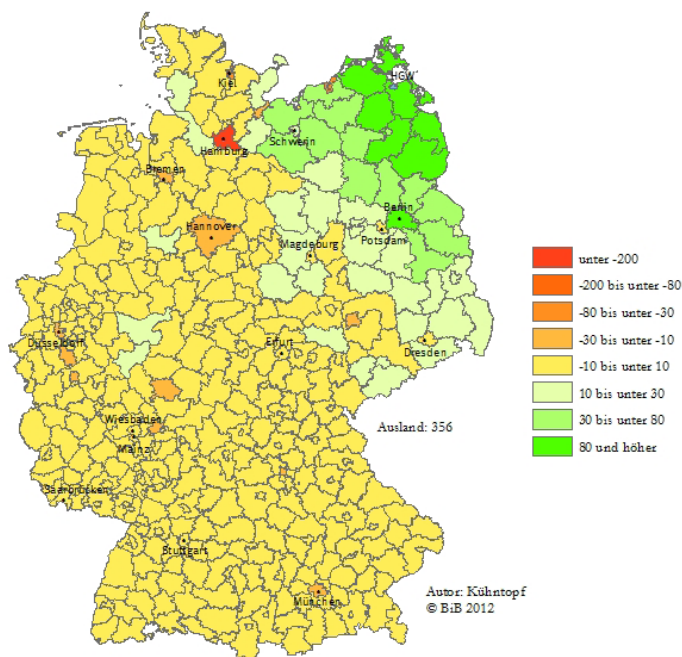 HGW
Kiel
Schwerin
Hamburg
Bremen
Berlin
Hannover
Potsdam
Magdeburg
Düsseldorf
Erfurt
Dresden
Wiesbaden
Mainz
Saarbrücken
Stuttgart
München
unter -200
-200 bis unter -80
-80 bis unter -30
-30 bis unter -10
-10 bis unter 10
10 bis unter 30
30 bis unter 80
80 und höher
Ausland: 356
Autor: Kühntopf
© BiB 2012